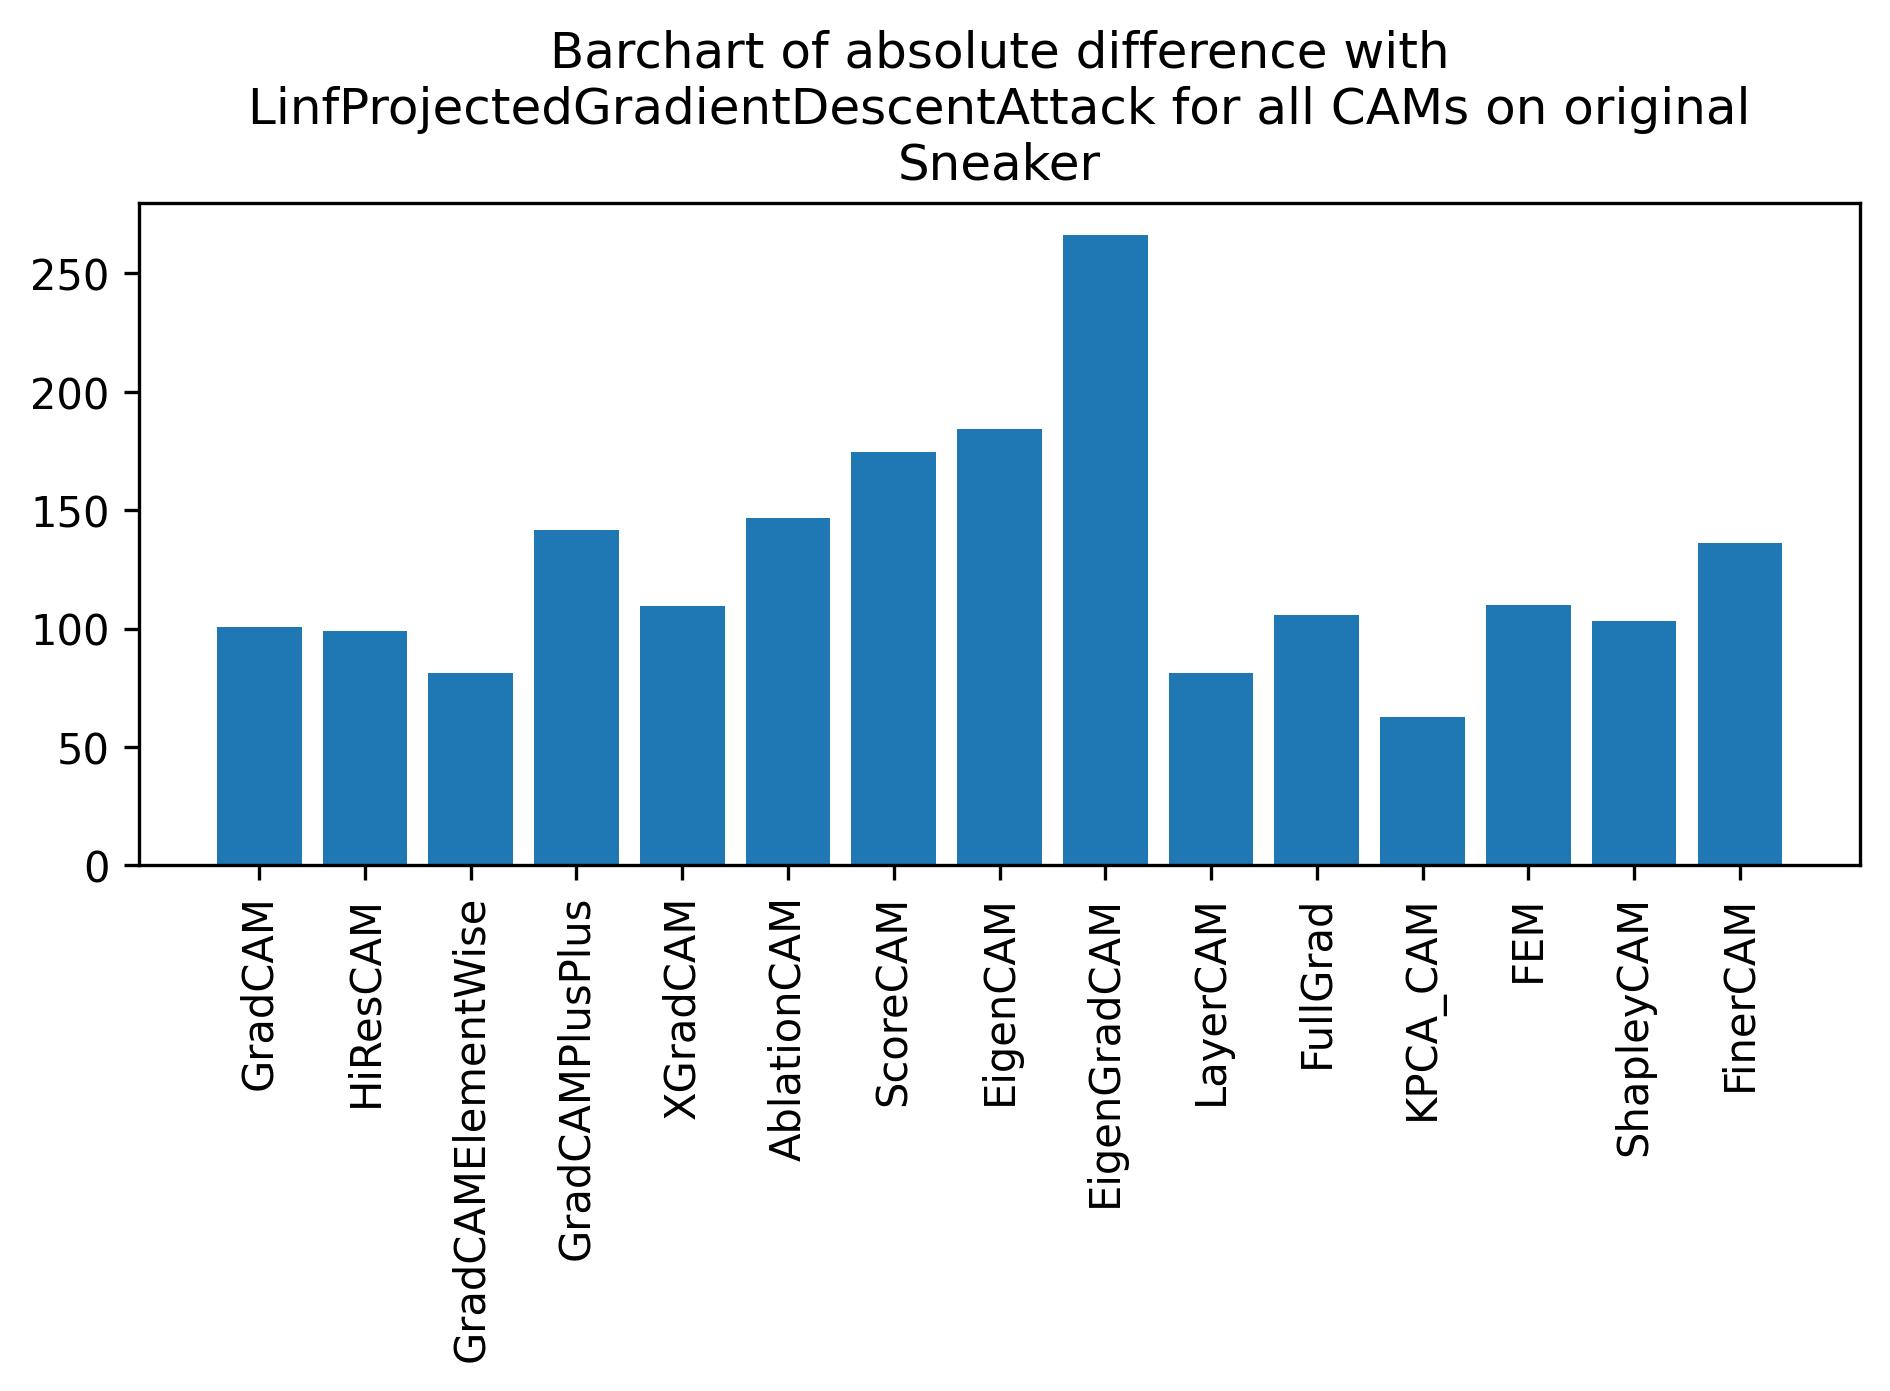 Barchart of absolute difference with
LinfProjectedGradientDescentAttack for all CAMs on original
Sneaker
250
200
150
100
50
0
GradCAM
HiResCAM
GradCAMElementWise
GradCAMPlusPlus
XGradCAM
AblationCAM
ScoreCAM
EigenCAM
EigenGradCAM
LayerCAM
FullGrad
KPCA_CAM
FEM
ShapleyCAM
FinerCAM